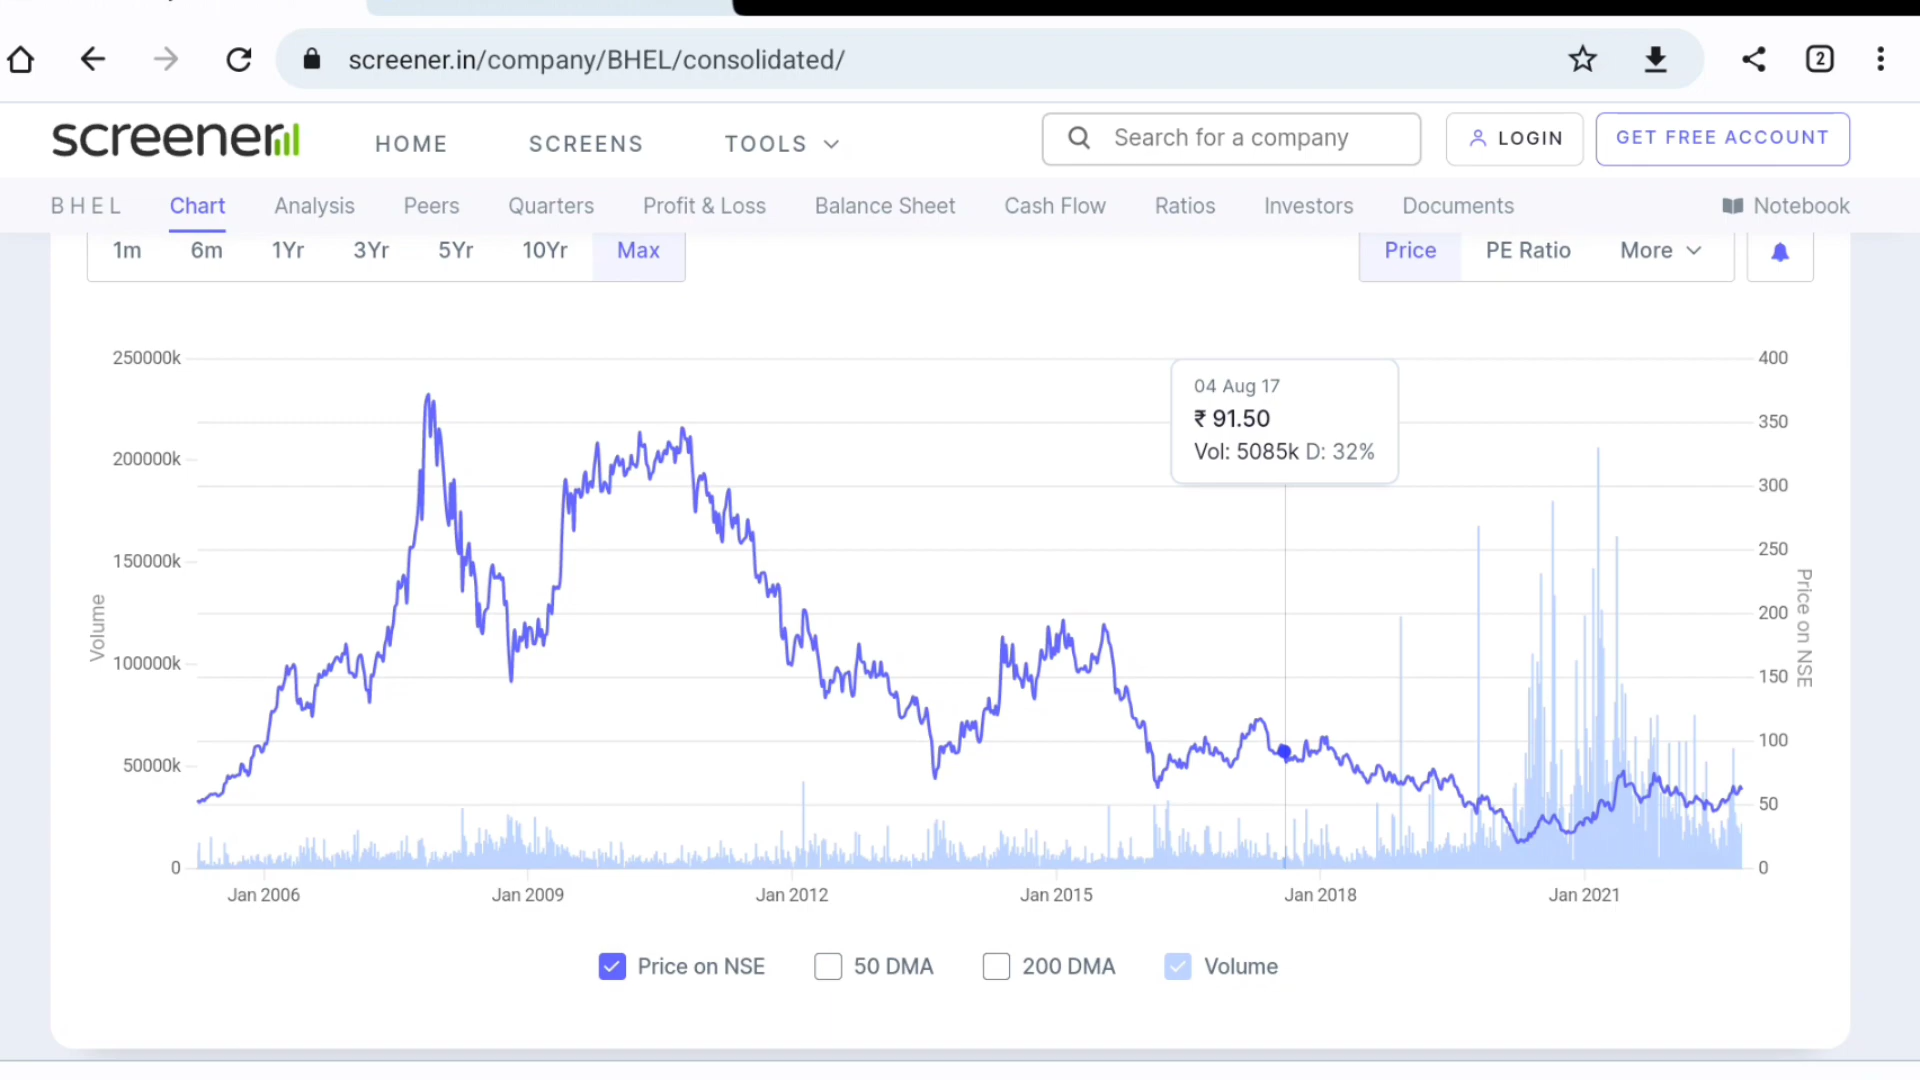 screener.in/company/BHEL/consolidated/
2
screener
HOME
SCREENS
TOOLS
Search for a company
LOGIN
GET FREE ACCOUNT
BHEL
Chart
Analysis
Peers
Quarters
Profit & Loss
Balance Sheet
Cash Flow
Ratios
Investors
Documents
Notebook
1m
6m
1Yr
3Yr
5Yr
10Yr
Max
Price
PE Ratio
More
250000k
200000k
150000k
100000k
50000k
0
Volume
04 Aug 17
₹ 91.50
Vol: 5085k D: 32%
400
350
300
250
200
150
100
50
0
Price on NSE
Jan 2006
Jan 2009
Jan 2012
Jan 2015
Jan 2018
Jan 2021
Price on NSE
50 DMA
200 DMA
Volume